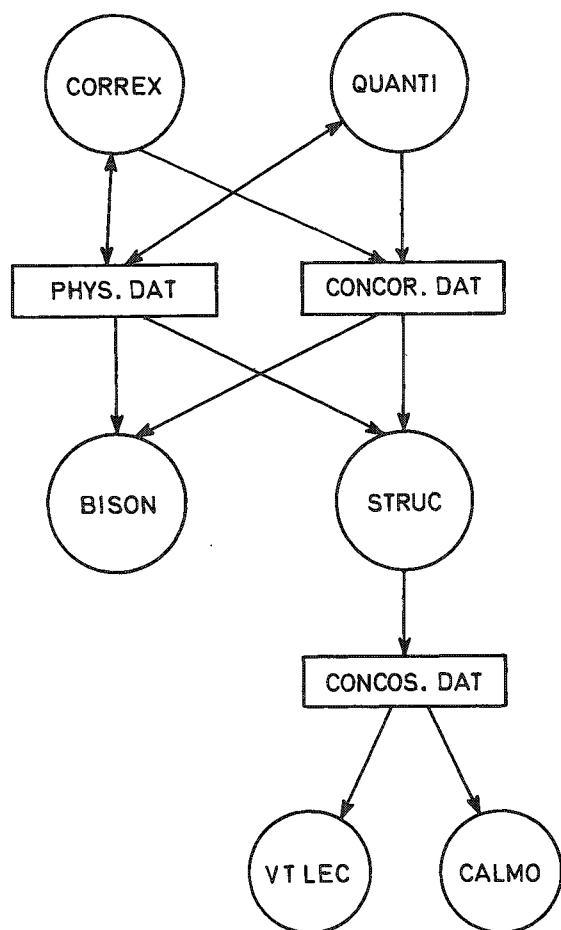 CORREX
QUANTI
PHYS. DAT
CONCOR. DAT
BISON
STRUC
CONCOS. DAT
VT LEC
CALMO